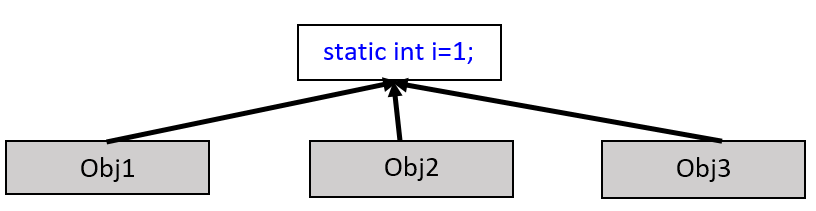 static int i=1;
Obj1
Obj2
Obj3